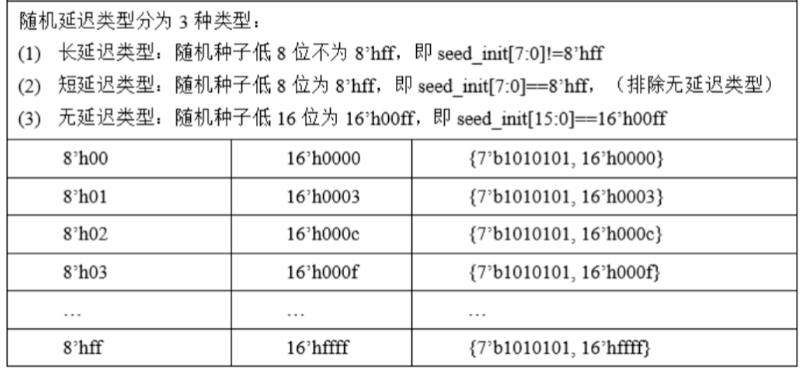 随机延迟类型分为 3 种类型：
(1) 长延迟类型：随机种子低 8 位不为 8’hff，即 seed_init[7:0]!=8’hff
(2) 短延迟类型：随机种子低 8 位为 8’hff，即 seed_init[7:0]==8’hff，（排除无延迟类型）
(3) 无延迟类型：随机种子低 16 位为 16’h00ff，即 seed_init[15:0]==16’h00ff
8’h00 16’h0000 {7’b1010101, 16’h0000}
8’h01 16’h0003 {7’b1010101, 16’h0003}
8’h02 16’h000c {7’b1010101, 16’h000c}
8’h03 16’h000f {7’b1010101, 16’h000f}
… … …
8’hff 16’hffff {7’b1010101, 16’hffff}